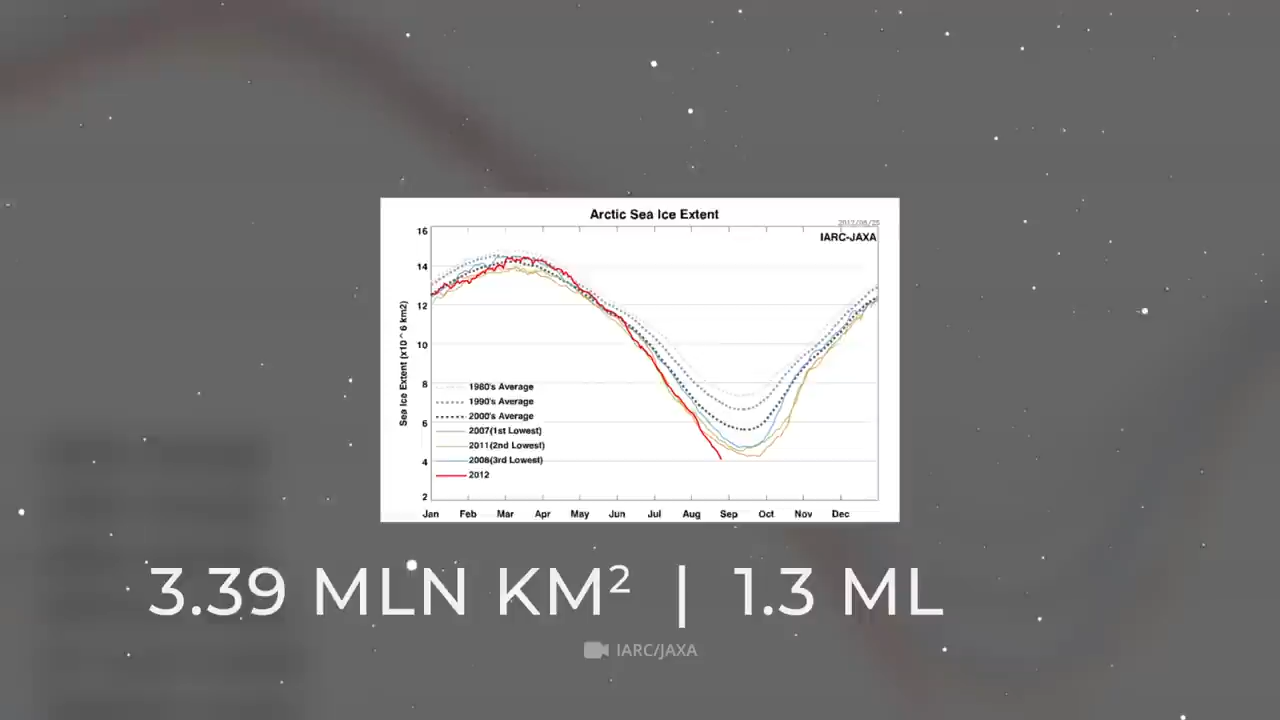 Arctic Sea Ice Extent
IARC-JAXA
Sea Ice Extent (x10^6 km2)
16
14
12
10
8
6
4
2
1980's Average
1990's Average
2000's Average
2007(1st Lowest)
2011(2nd Lowest)
2008(3rd Lowest)
2012
Jan Feb Mar Apr May Jun Jul Aug Sep Oct Nov Dec
3.39 MLN KM² | 1.3 ML
IARC/JAXA